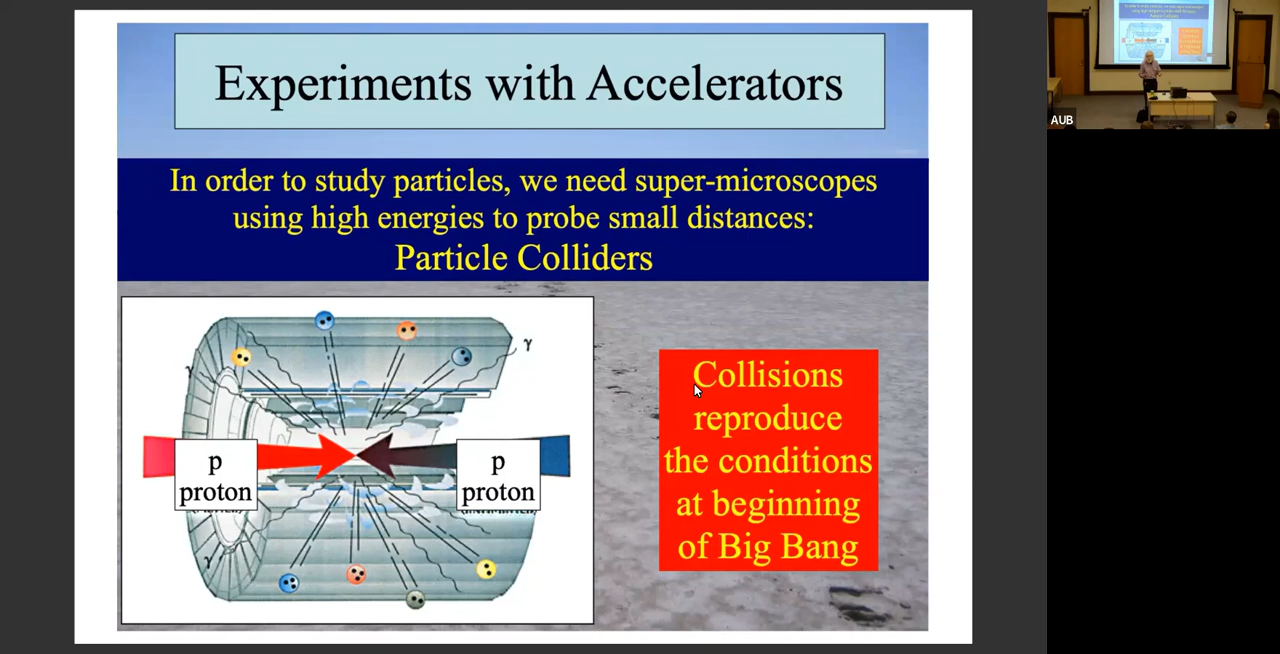 Experiments with Accelerators
In order to study particles, we need super-microscopes
using high energies to probe small distances:
Particle Colliders
γ
γ
p
proton
p
proton
γ
Collisions
reproduce
the conditions
at beginning
of Big Bang
AUB